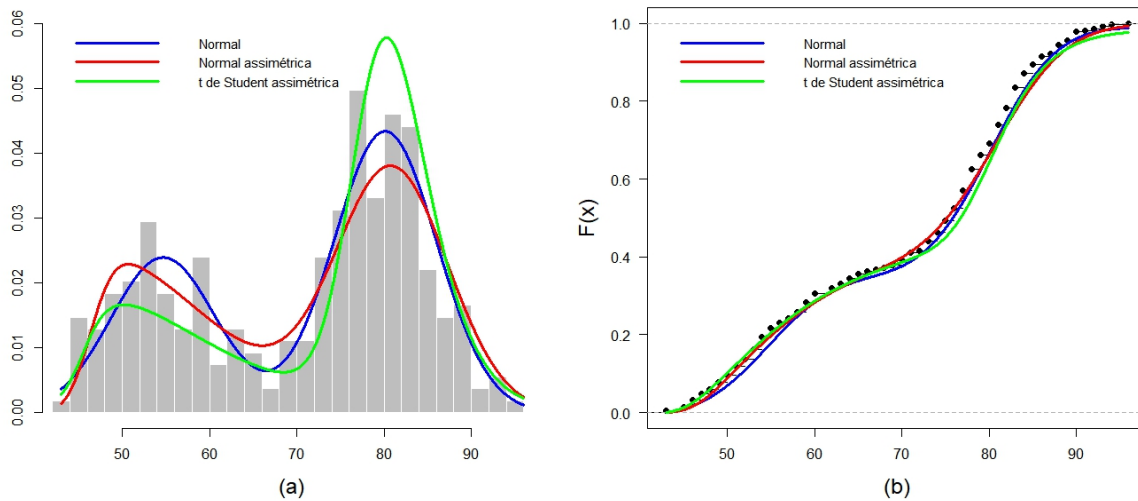 0.00 0.01 0.02 0.03 0.04 0.05 0.06
Normal
Normal assimétrica
t de Student assimétrica
50 60 70 80 90
(a)
F(x)
0.0 0.2 0.4 0.6 0.8 1.0
Normal
Normal assimétrica
t de Student assimétrica
50 60 70 80 90
(b)